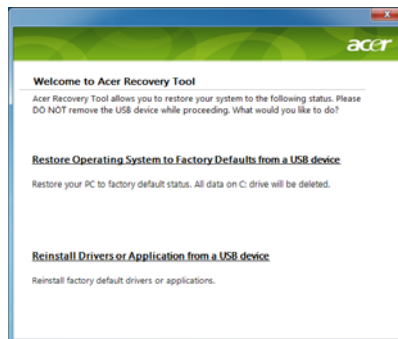 acer
Welcome to Acer Recovery Tool
Acer Recovery Tool allows you to restore your system to the following status. Please
DO NOT remove the USB device while proceeding. What would you like to do?
Restore Operating System to Factory Defaults from a USB device
Restore your PC to factory default status. All data on C: drive will be deleted.
Reinstall Drivers or Application from a USB device
Reinstall factory default drivers or applications.